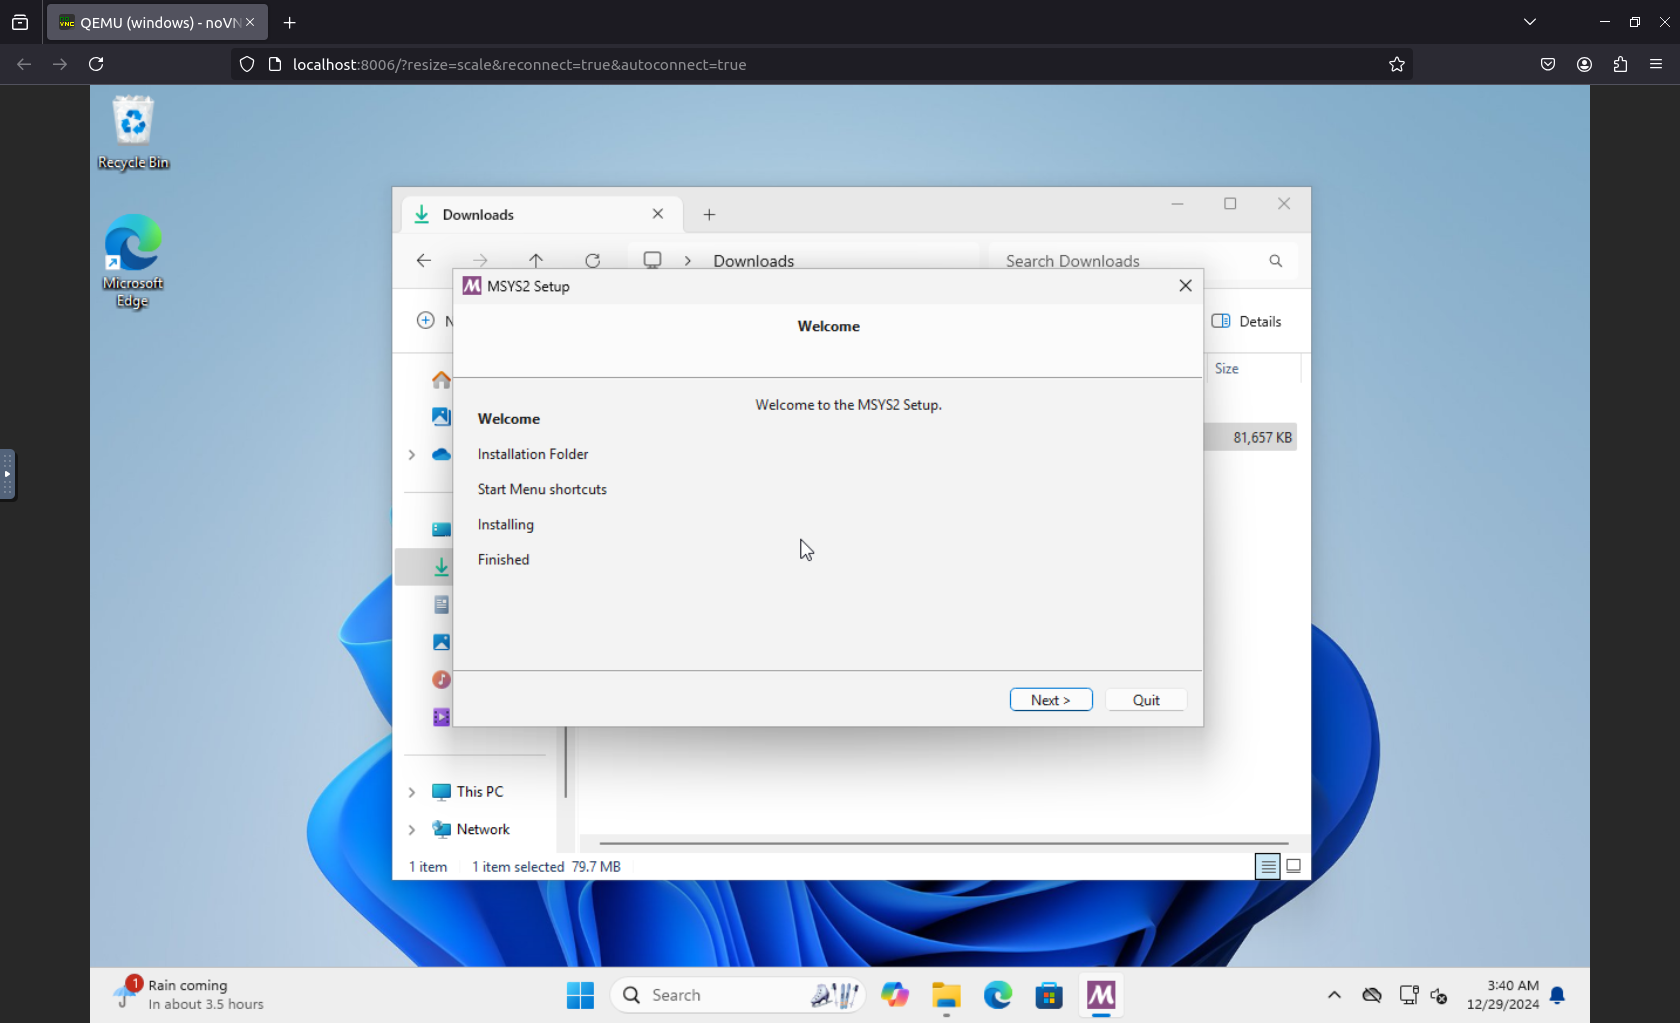 QEMU (windows) - noVN
localhost:8006/?resize=scale&reconnect=true&autoconnect=true
Recycle Bin
Microsoft
Edge
Downloads
Downloads
Search Downloads
MSYS2 Setup
N
Details
Welcome
Size
Welcome to the MSYS2 Setup.
81,657 KB
Welcome
Installation Folder
Start Menu shortcuts
Installing
Finished
Next >
Quit
This PC
Network
1 item
1 item selected 79.7 MB
1
Rain coming
In about 3.5 hours
Search
3:40 AM
12/29/2024